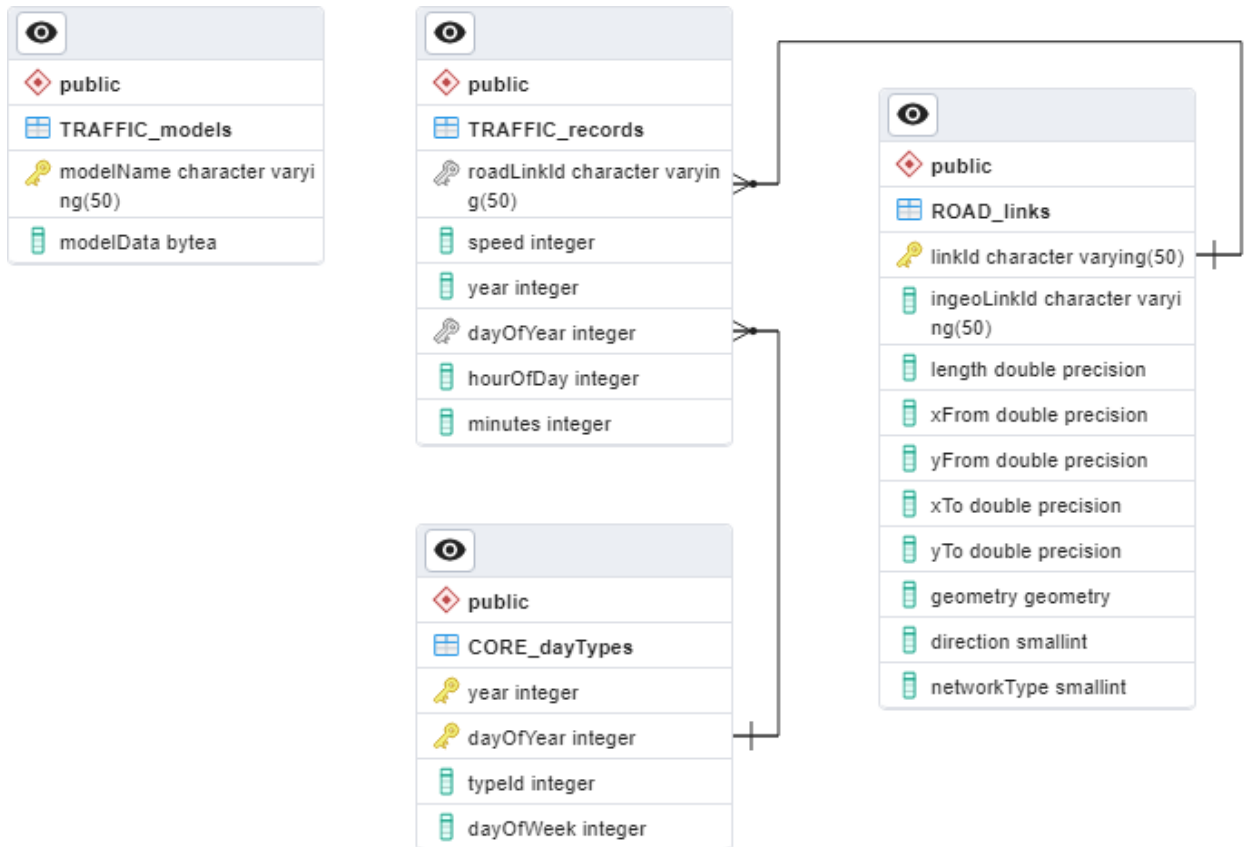 public
TRAFFIC_models
modelName character varyi
ng(50)
modelData bytea
public
TRAFFIC_records
roadLinkId character varyin
g(50)
speed integer
year integer
dayOfYear integer
hourOfDay integer
minutes integer
public
CORE_dayTypes
year integer
dayOfYear integer
typeId integer
dayOfWeek integer
public
ROAD_links
linkId character varying(50)
ingeoLinkId character varyi
ng(50)
length double precision
xFrom double precision
yFrom double precision
xTo double precision
yTo double precision
geometry geometry
direction smallint
networkType smallint